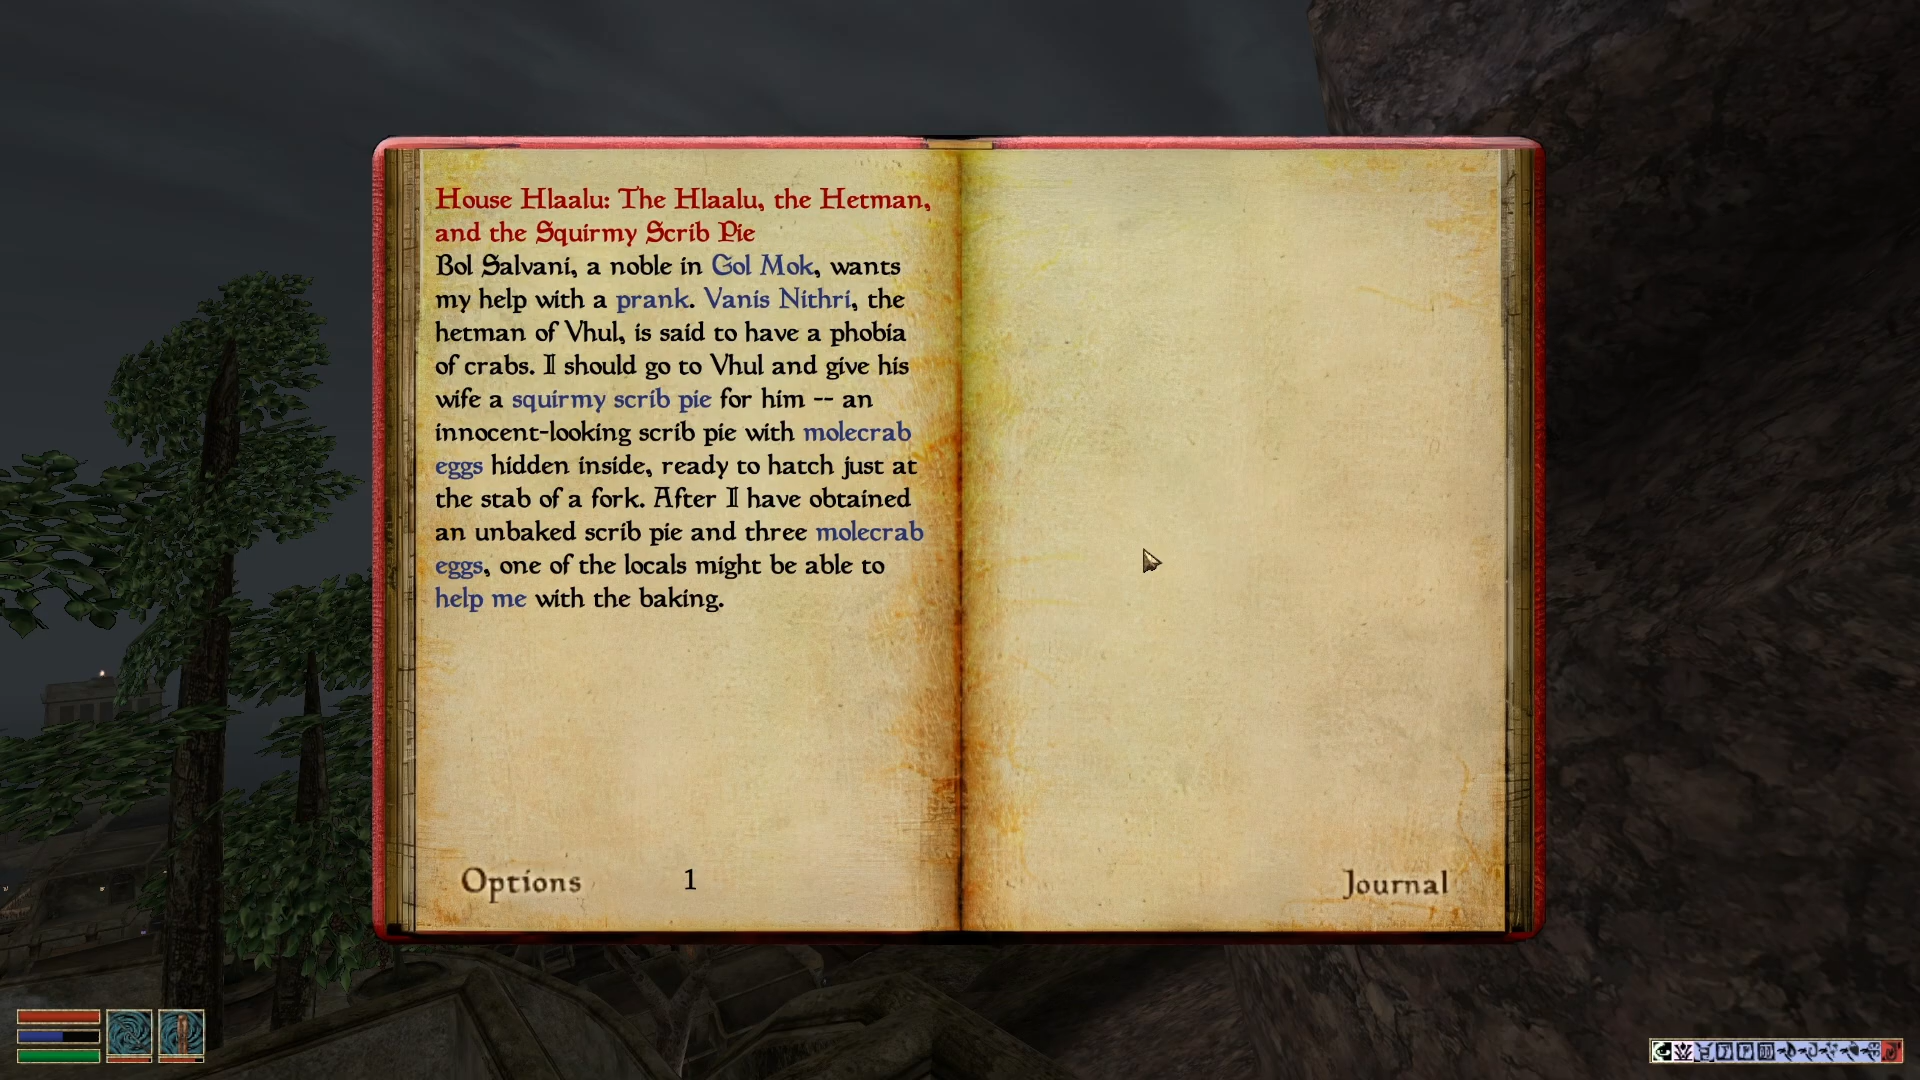 House Hlaalu: The Hlaalu, the Hetman,
and the Squirmy Scrib Pie
Bol Salvani, a noble in Gol Mok, wants
my help with a prank. Vanis Nithri, the
hetman of Vhul, is said to have a phobia
of crabs. I should go to Vhul and give his
wife a squirmy scrib pie for him -- an
innocent-looking scrib pie with molecrab
eggs hidden inside, ready to hatch just at
the stab of a fork. After I have obtained
an unbaked scrib pie and three molecrab
eggs, one of the locals might be able to
help me with the baking.
Options
1
Journal